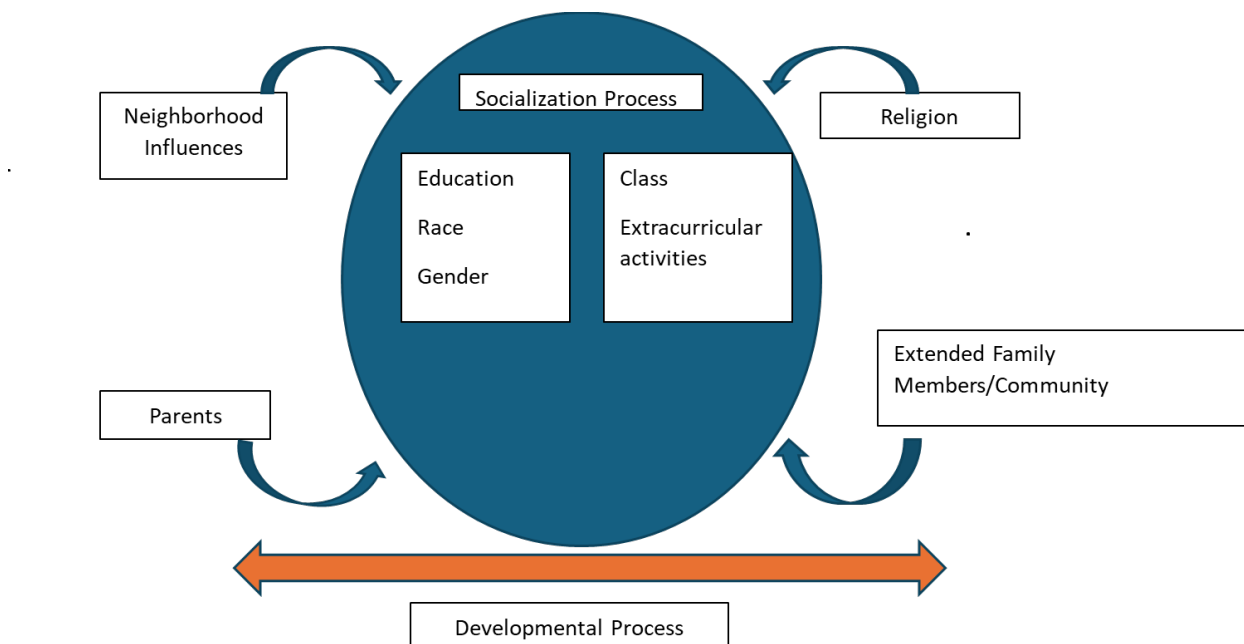 Socialization Process
Neighborhood
Influences
Religion
Education
Race
Gender
Class
Extracurricular
activities
Extended Family
Members/Community
Parents
Developmental Process